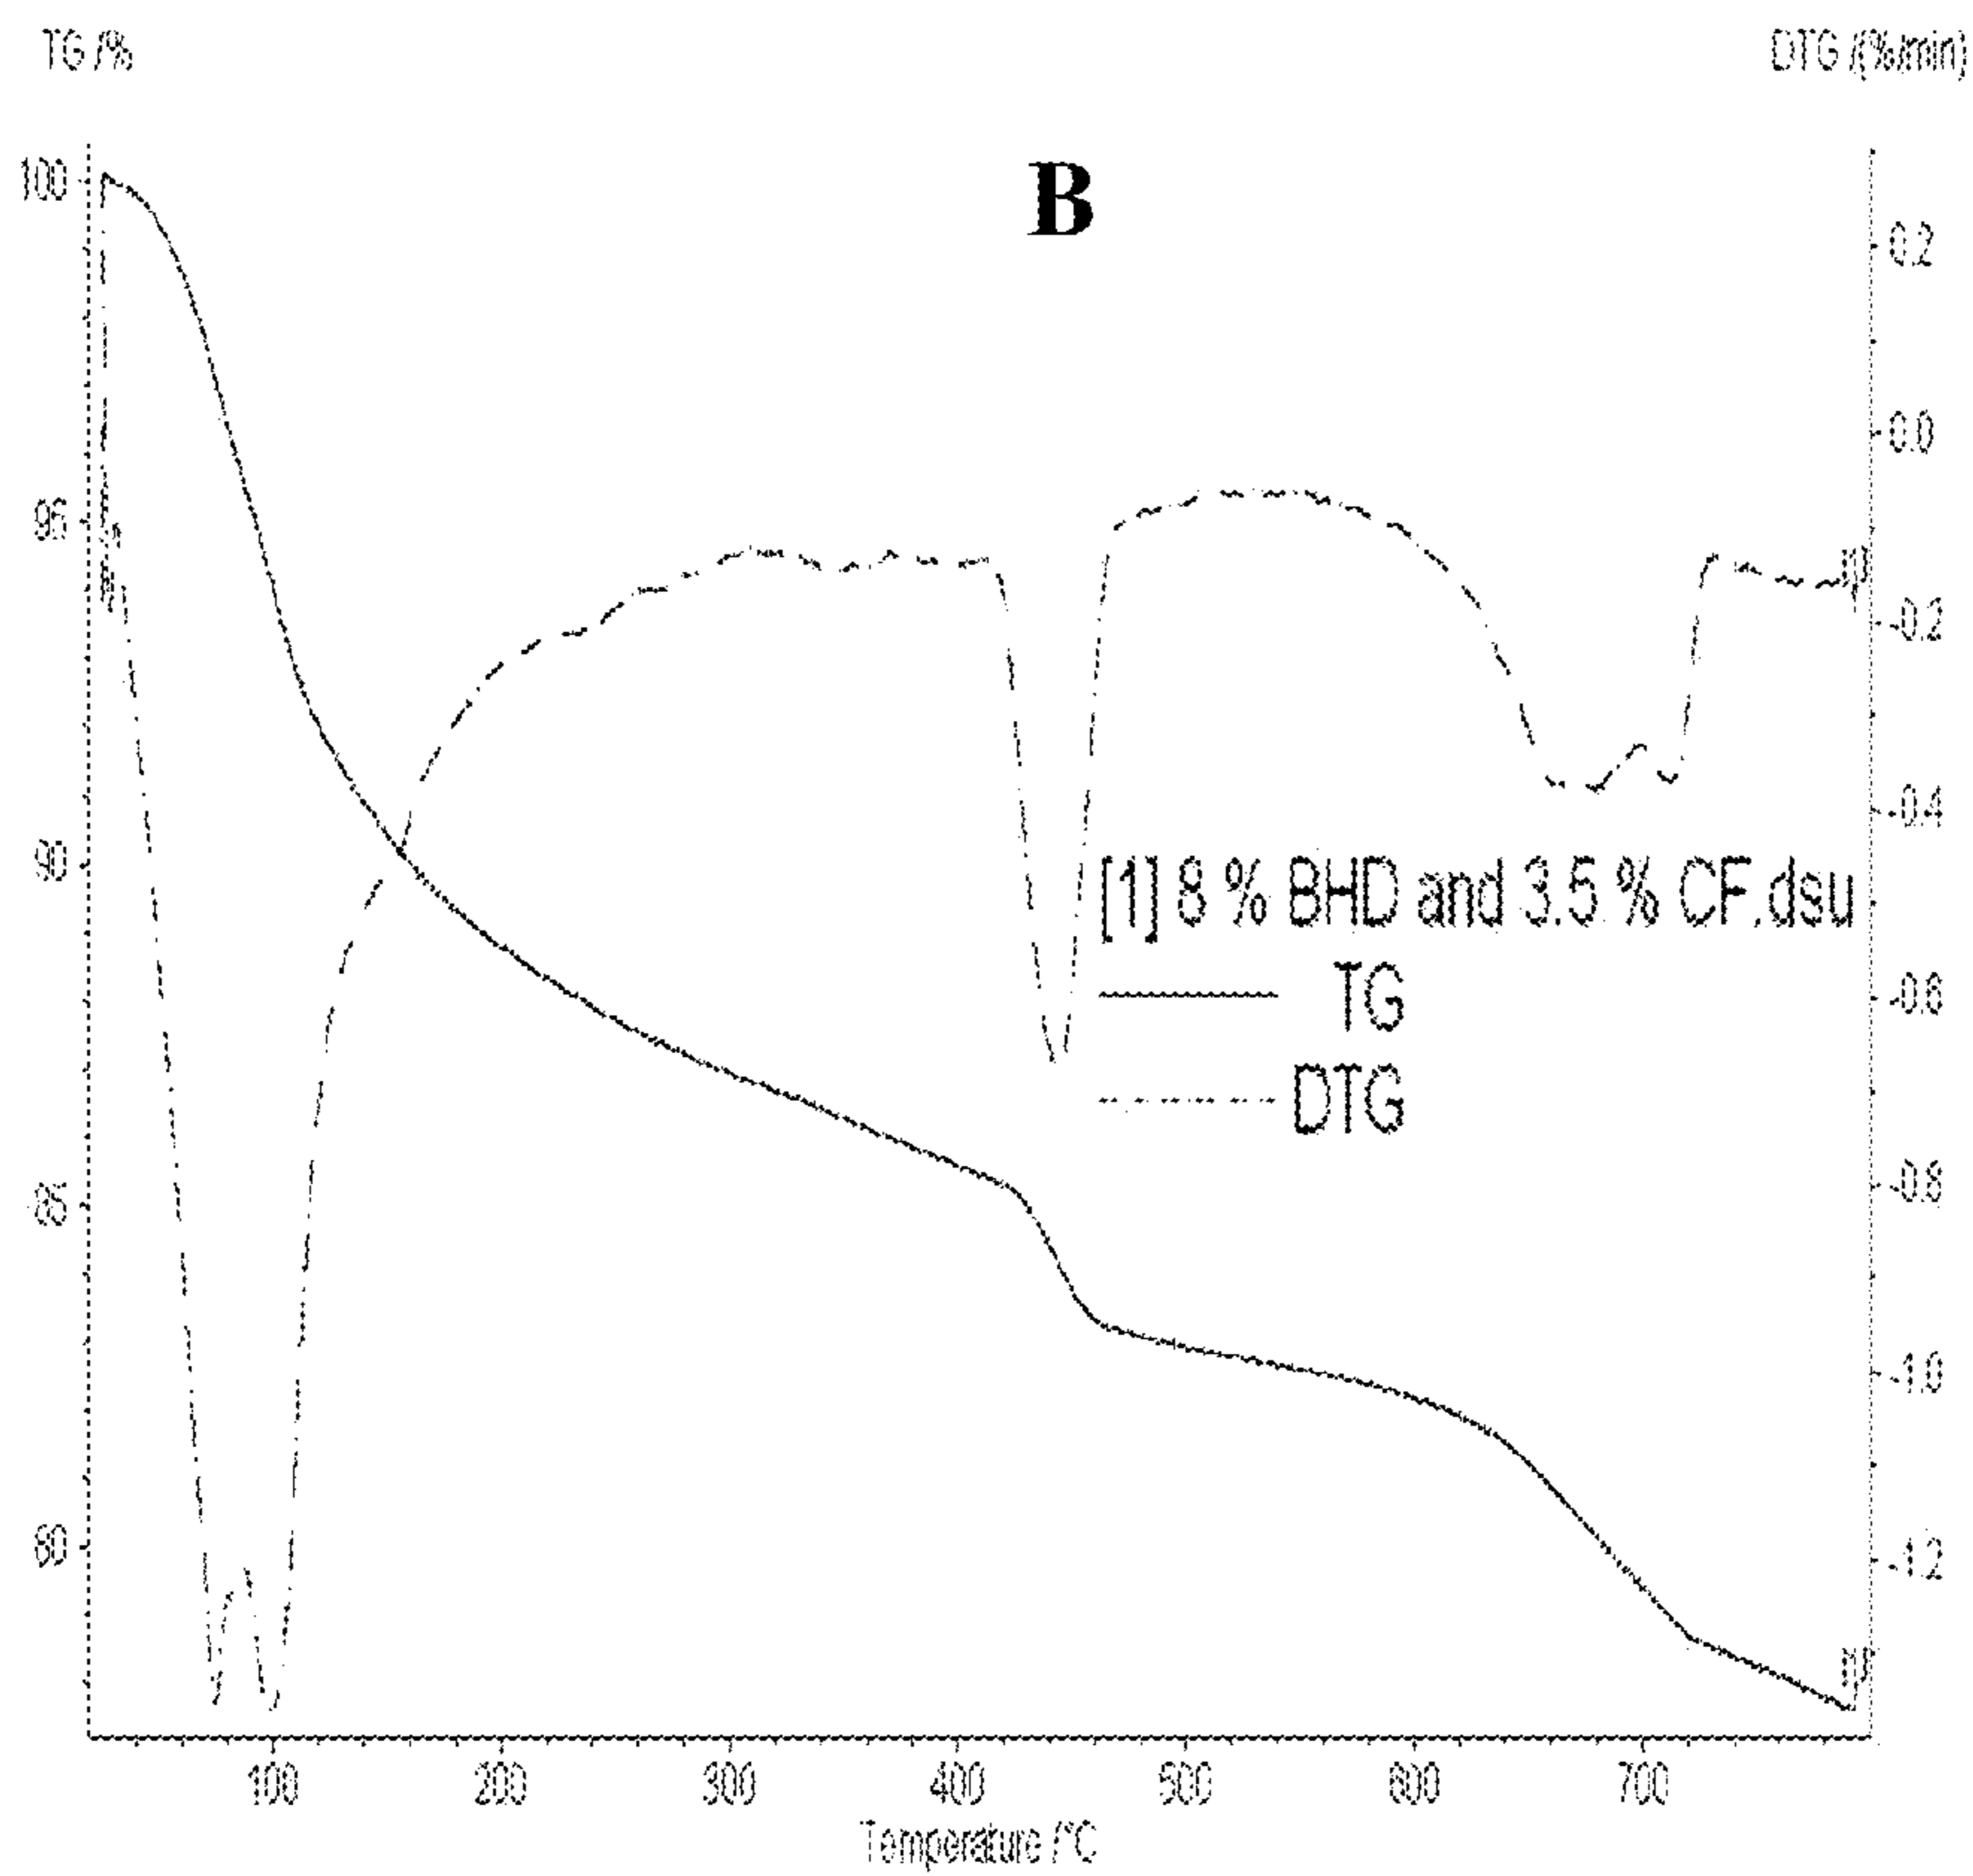 TG /%
DTG /(%/min)
B
100
95
90
85
80
0.2
0.0
-0.2
-0.4
-0.6
-0.8
-1.0
-1.2
[1] 8 % BHD and 3.5 % CF.dsu
TG
DTG
[1]
[1]
100 200 300 400 500 600 700
Temperature /°C